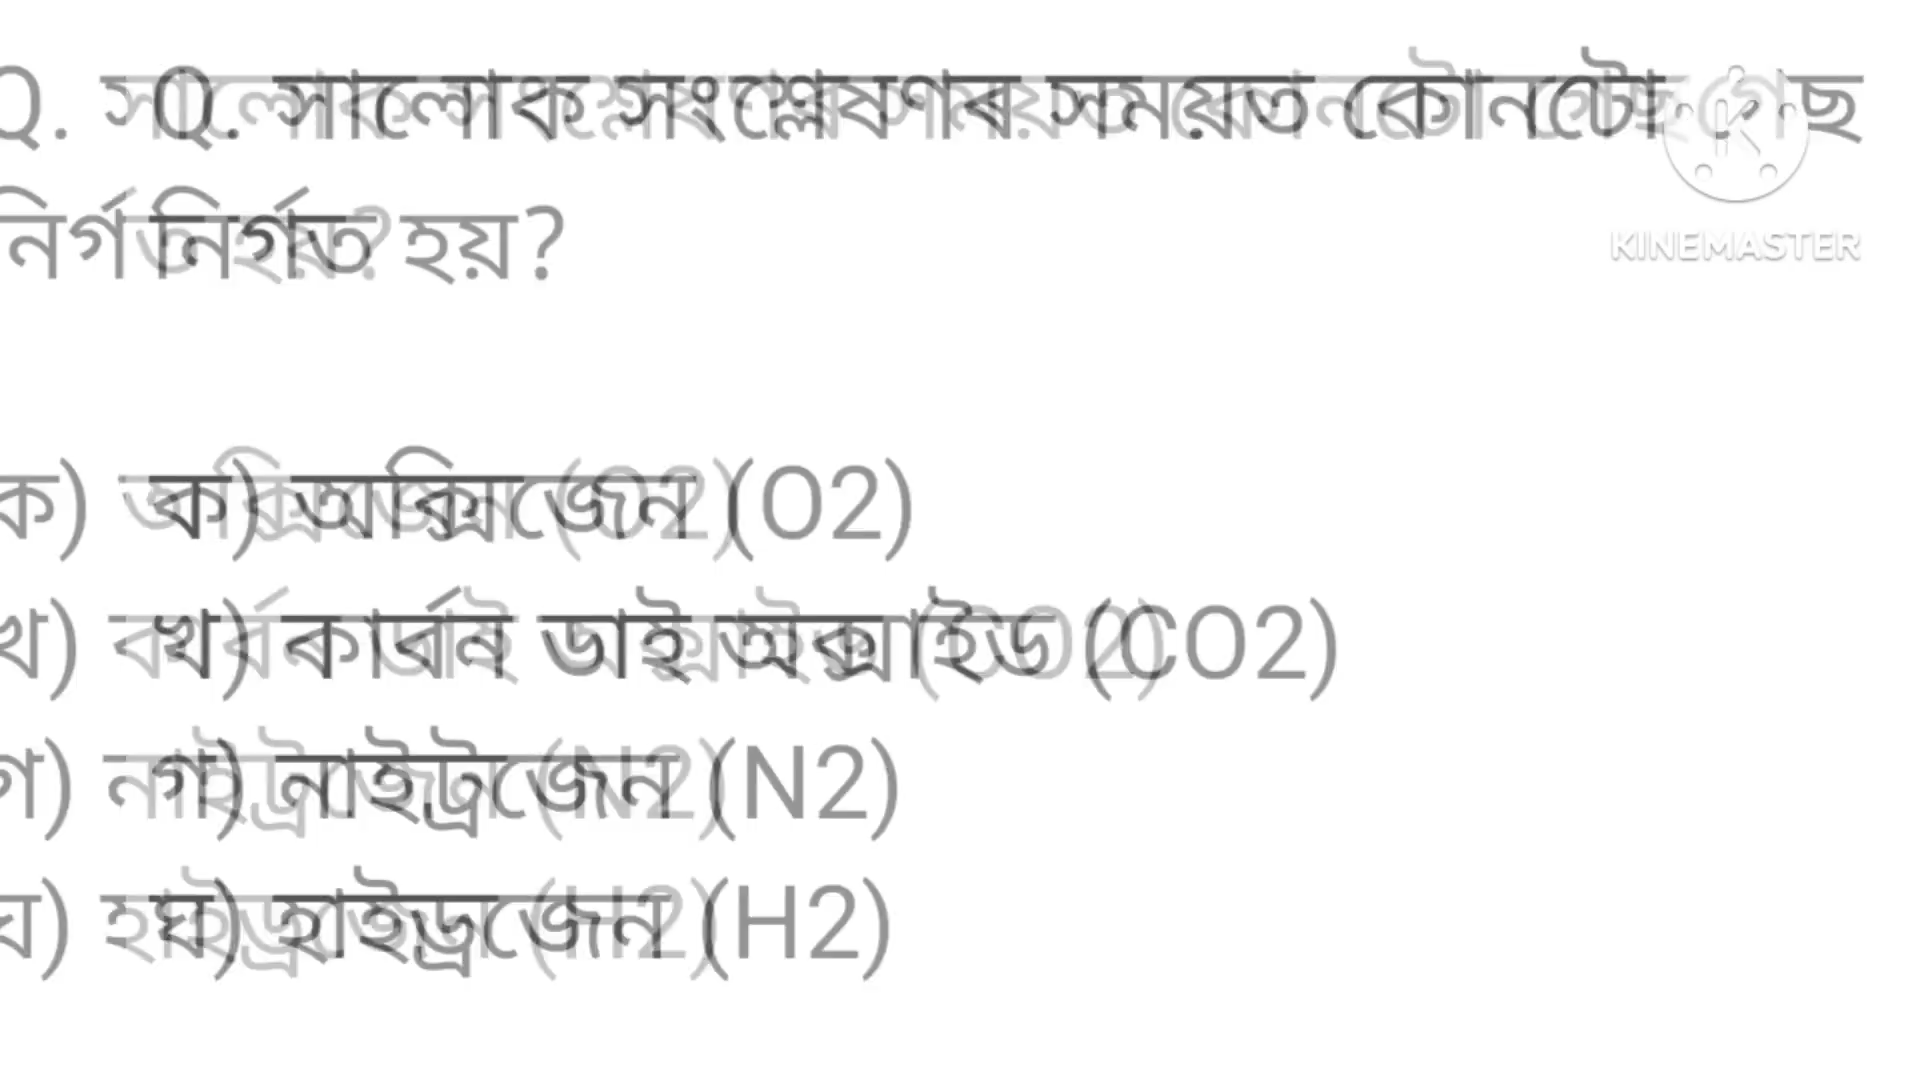 Q. সালোক সংশ্লেষণৰ সময়ত কোনটো গেছ
নিৰ্গত হয়?
ক) অক্সিজেন (O2)
খ) কাৰ্বন ডাই অক্সাইড (CO2)
গ) নাইট্ৰজেন (N2)
ঘ) হাইড্ৰজেন (H2)
KINEMASTER